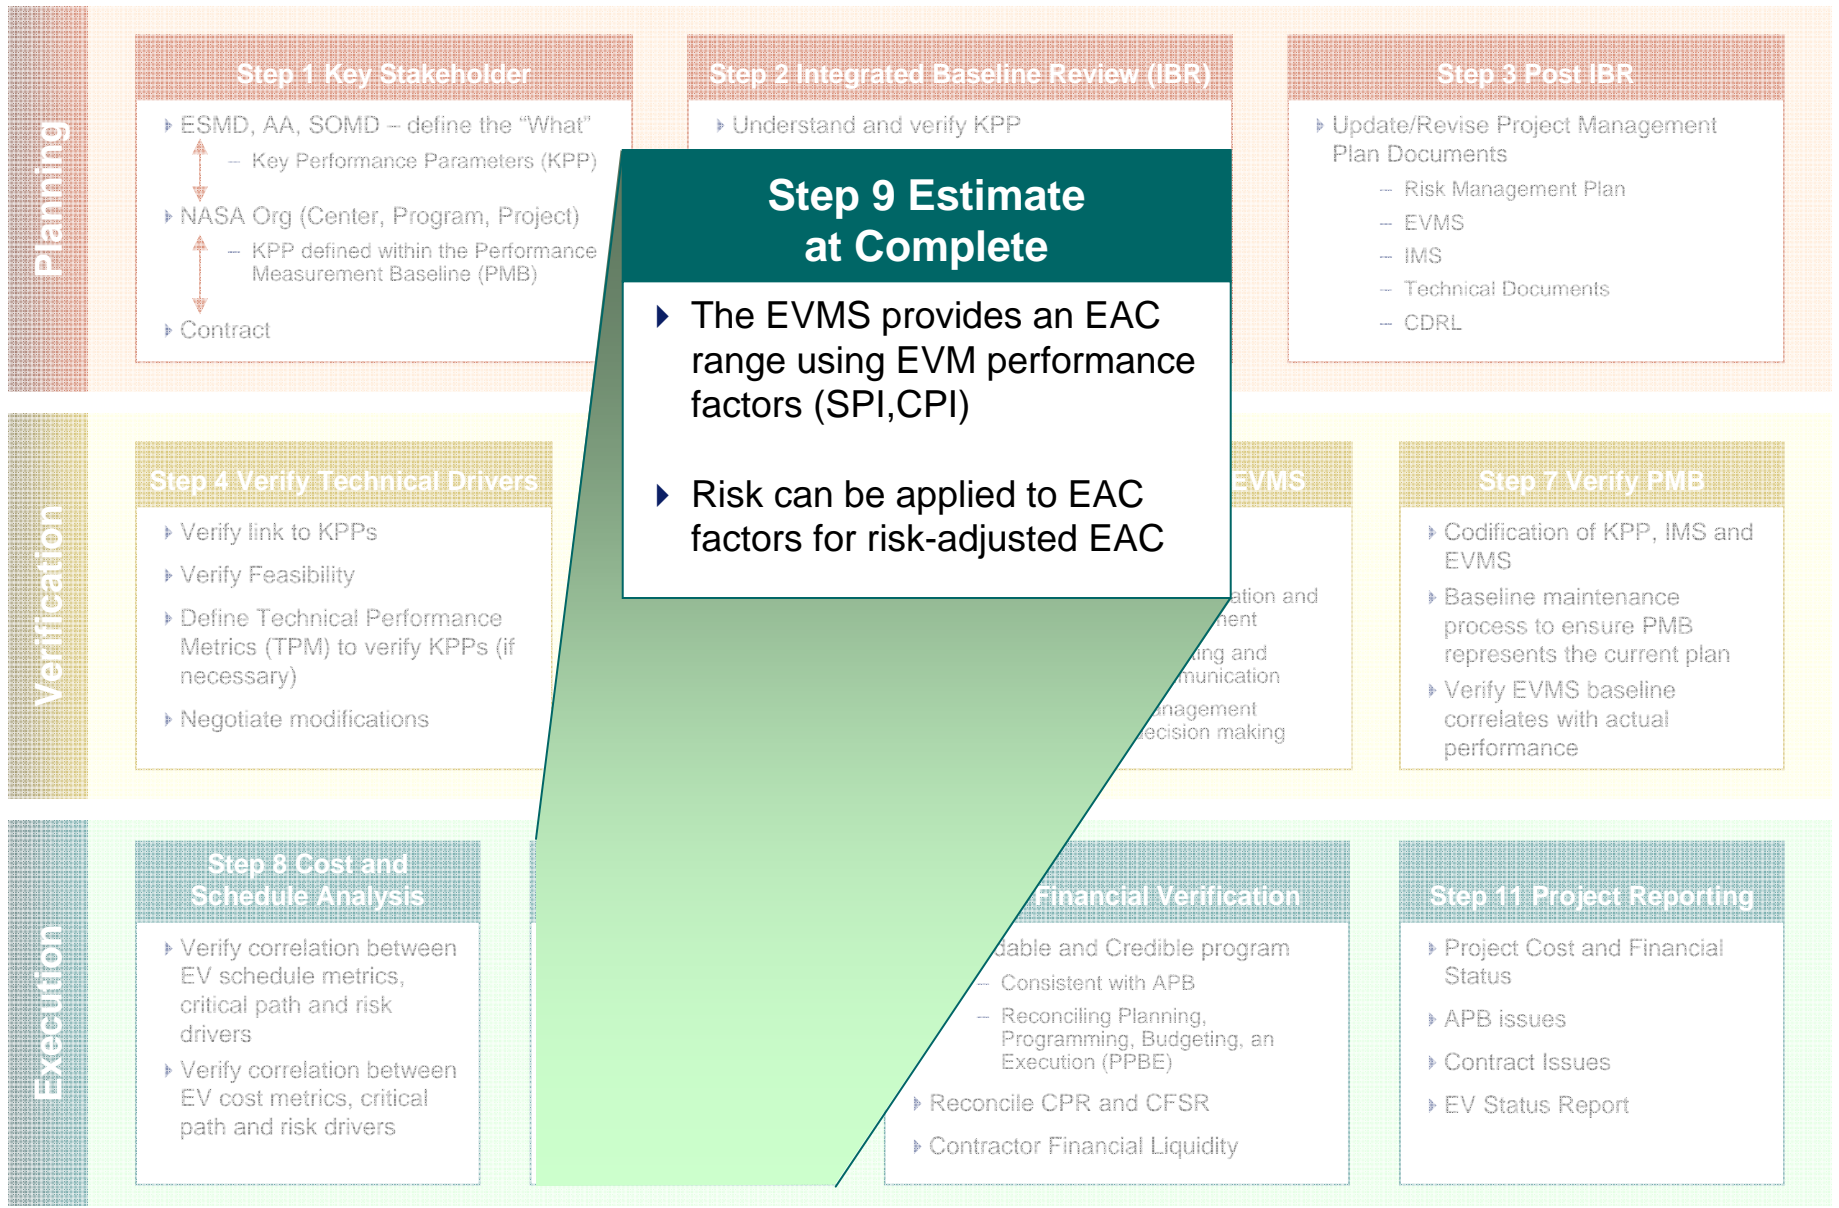 Planning
Step 1 Key Stakeholder
ESMD, AA, SOMD – define the “What”
– Key Performance Parameters (KPP)
NASA Org (Center, Program, Project)
– KPP defined within the Performance
Measurement Baseline (PMB)
Contract
Step 2 Integrated Baseline Review (IBR)
Understand and verify KPP
Step 3 Post IBR
Update/Revise Project Management
Plan Documents
– Risk Management Plan
– EVMS
– IMS
– Technical Documents
– CDRL
Step 9 Estimate
at Complete
The EVMS provides an EAC
range using EVM performance
factors (SPI,CPI)
Risk can be applied to EAC
factors for risk-adjusted EAC
Verification
Step 4 Verify Technical Drivers
Verify link to KPPs
Verify Feasibility
Define Technical Performance
Metrics (TPM) to verify KPPs (if
necessary)
Negotiate modifications
EVMS
and
and
decision making
Step 7 Verify PMB
Codification of KPP, IMS and
EVMS
Baseline maintenance
process to ensure PMB
represents the current plan
Verify EVMS baseline
correlates with actual
performance
Execution
Step 8 Cost and
Schedule Analysis
Verify correlation between
EV schedule metrics,
critical path and risk
drivers
Verify correlation between
EV cost metrics, critical
path and risk drivers
Financial Verification
and Credible program
– Consistent with APB
– Reconciling Planning,
Programming, Budgeting, an
Execution (PPBE)
Reconcile CPR and CFSR
Contractor Financial Liquidity
Step 11 Project Reporting
Project Cost and Financial
Status
APB issues
Contract Issues
EV Status Report